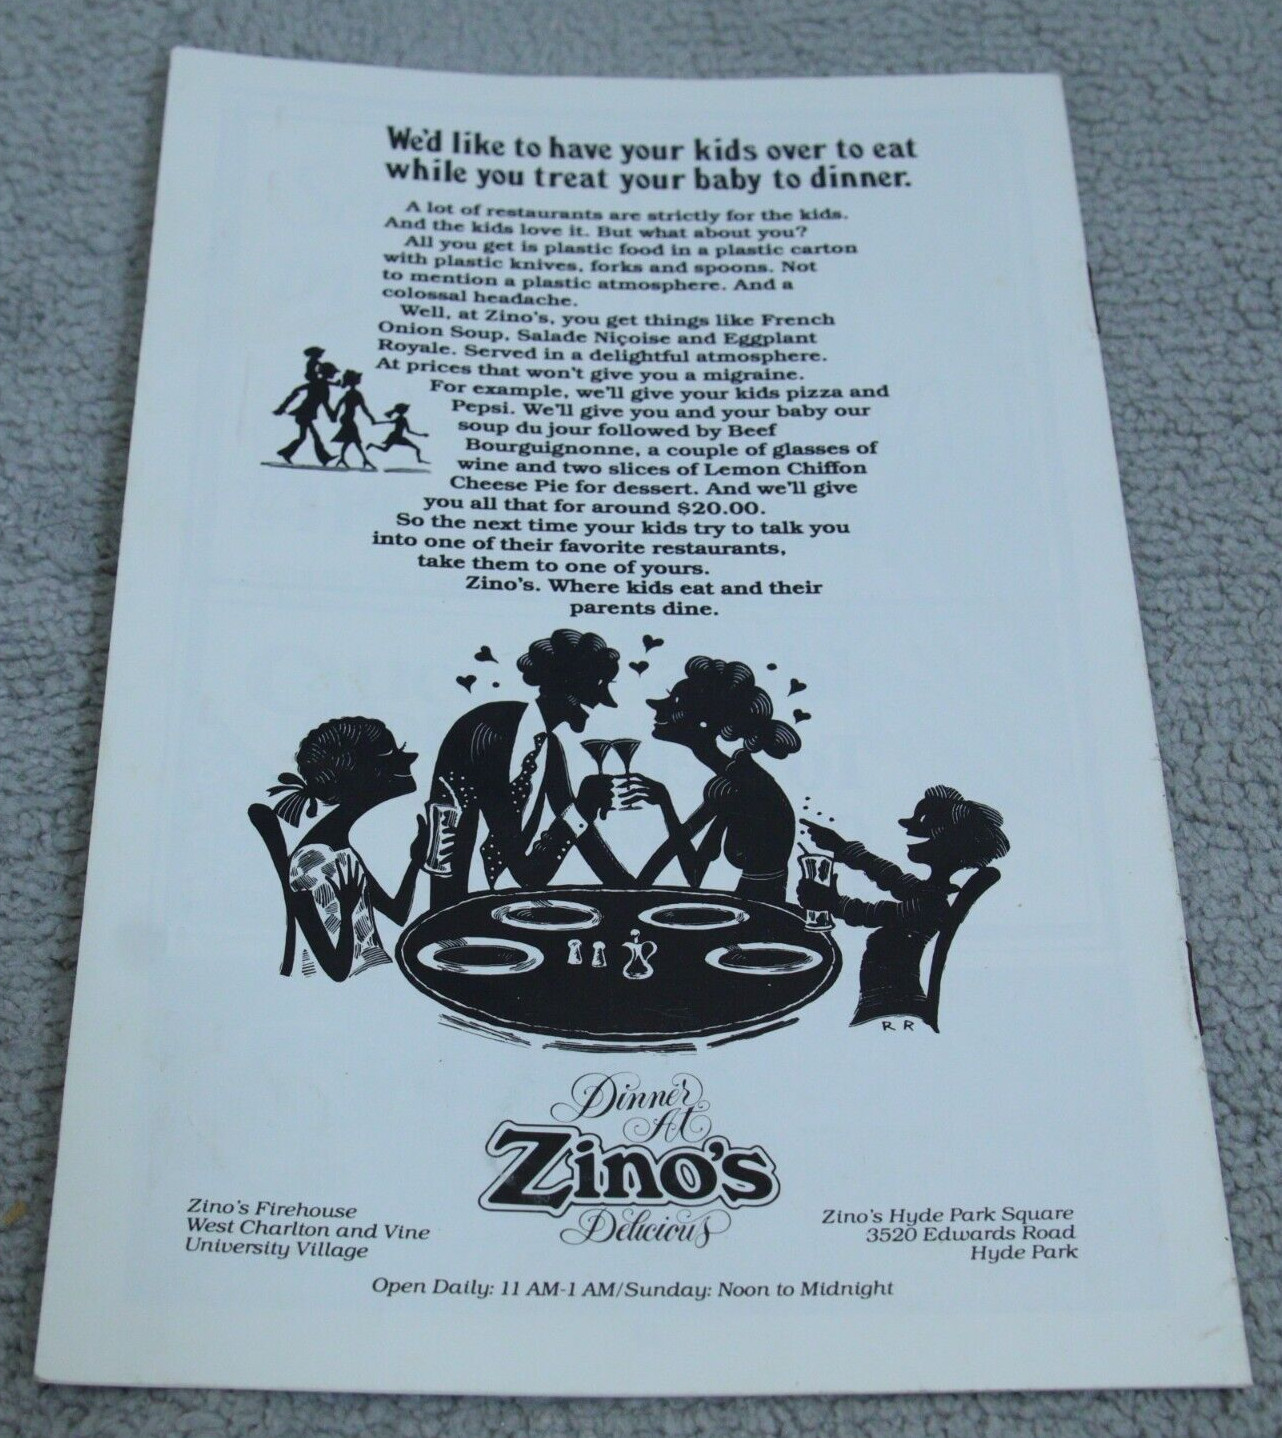 We'd like to have your kids over to eat
while you treat your baby to dinner.
A lot of restaurants are strictly for the kids.
And the kids love it. But what about you?
All you get is plastic food in a plastic carton
with plastic knives, forks and spoons. Not
to mention a plastic atmosphere. And a
colossal headache.
Well, at Zino's, you get things like French
Onion Soup, Salade Niçoise and Eggplant
Royale. Served in a delightful atmosphere.
At prices that won't give you a migraine.
For example, we'll give your kids pizza and
Pepsi. We'll give you and your baby our
soup du jour followed by Beef
Bourguignonne, a couple of glasses of
wine and two slices of Lemon Chiffon
Cheese Pie for dessert. And we'll give
you all that for around $20.00.
So the next time your kids try to talk you
into one of their favorite restaurants,
take them to one of yours.
Zino's. Where kids eat and their
parents dine.
R R
Dinner
At
Zino's
Delicious
Zino's Firehouse
West Charlton and Vine
University Village
Zino's Hyde Park Square
3520 Edwards Road
Hyde Park
Open Daily: 11 AM-1 AM/Sunday: Noon to Midnight